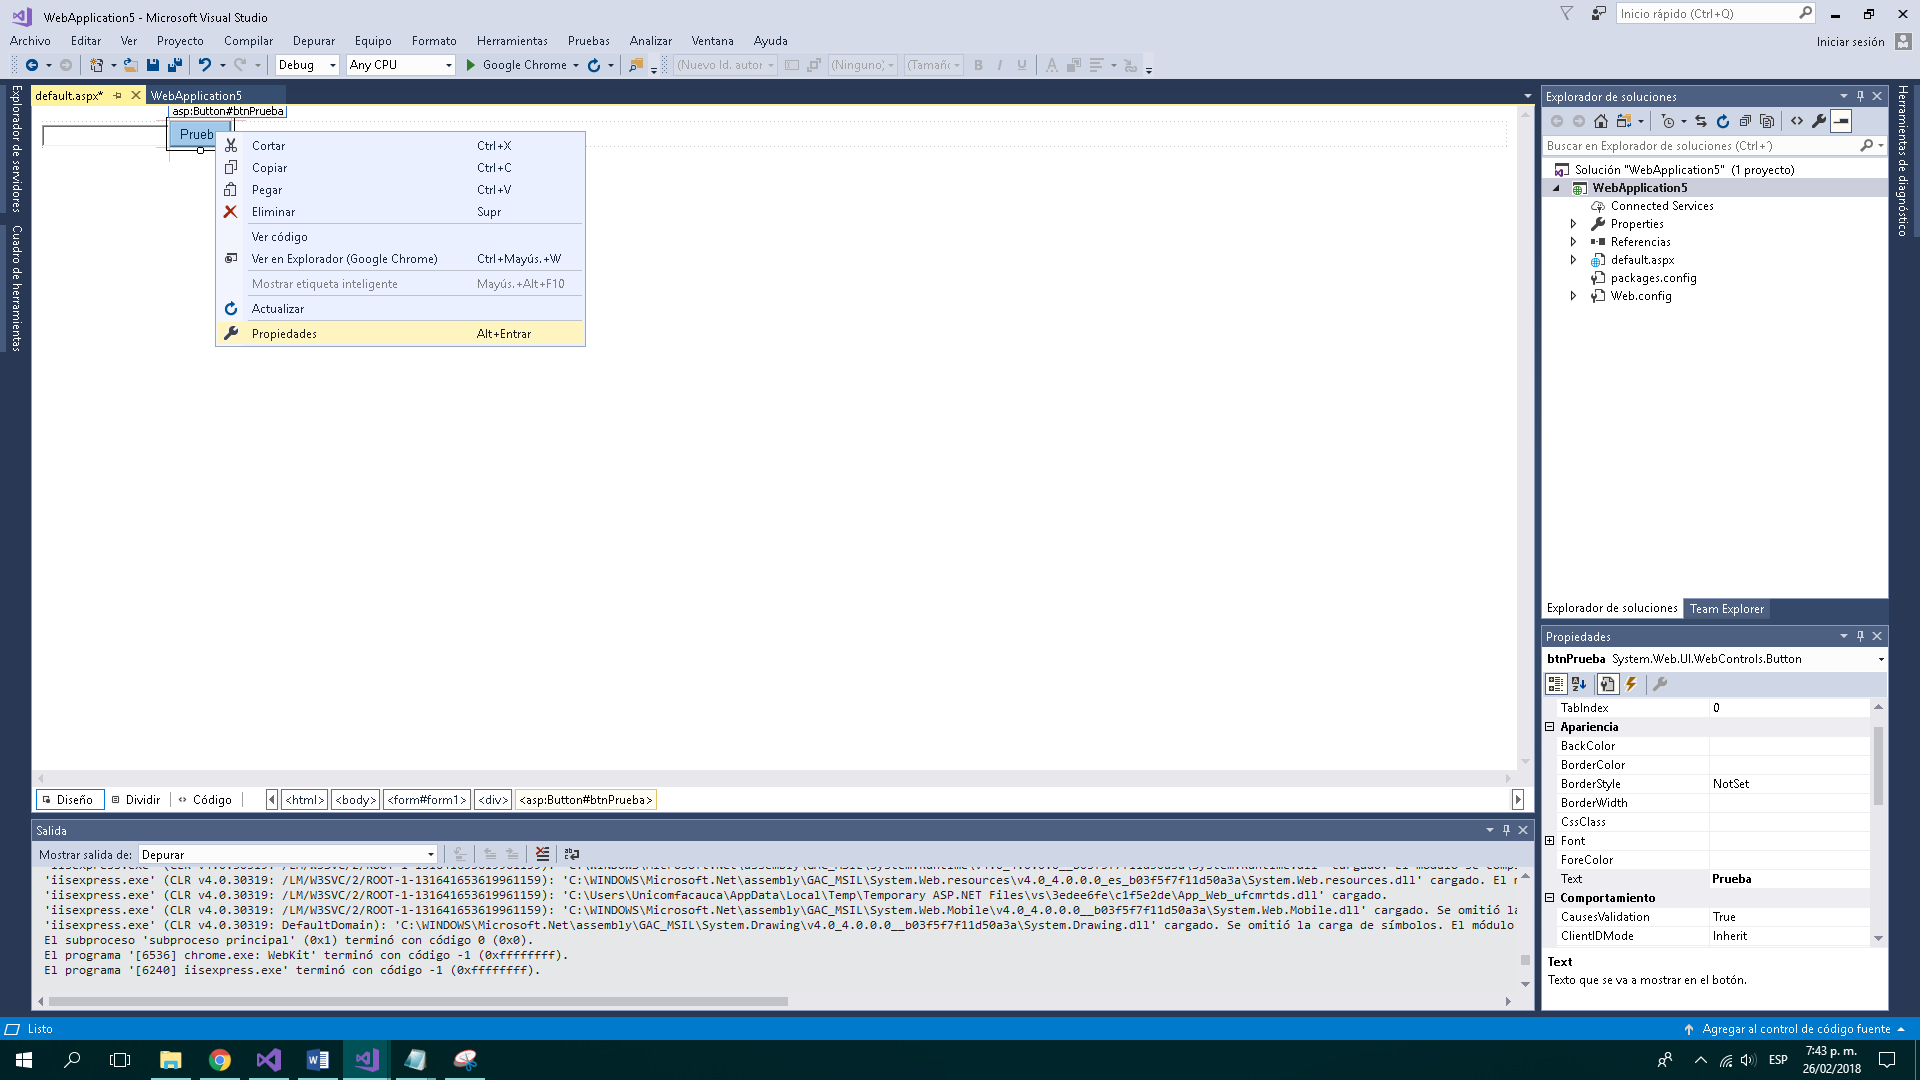 WebApplication5 - Microsoft Visual Studio
Inicio rápido (Ctrl+Q)
Archivo Editar Ver Proyecto Compilar Depurar Equipo Formato Herramientas Pruebas Analizar Ventana Ayuda
Iniciar sesión
Debug Any CPU Google Chrome (Nuevo Id. autor (Ninguno) (Tamañ
default.aspx* WebApplication5
asp:Button#btnPrueba
Prueb
Cortar Ctrl+X
Copiar Ctrl+C
Pegar Ctrl+V
Eliminar Supr
Ver código
Ver en Explorador (Google Chrome) Ctrl+Mayús.+W
Mostrar etiqueta inteligente Mayús.+Alt+F10
Actualizar
Propiedades Alt+Entrar
Explorador de servidores
Cuadro de herramientas
Herramientas de diagnóstico
Explorador de soluciones
Buscar en Explorador de soluciones (Ctrl+´)
Solución "WebApplication5" (1 proyecto)
WebApplication5
Connected Services
Properties
Referencias
default.aspx
packages.config
Web.config
Explorador de soluciones Team Explorer
Propiedades
btnPrueba System.Web.UI.WebControls.Button
TabIndex 0
Apariencia
BackColor
BorderColor
BorderStyle NotSet
BorderWidth
CssClass
Font
ForeColor
Text Prueba
Comportamiento
CausesValidation True
ClientIDMode Inherit
Text
Texto que se va a mostrar en el botón.
Diseño Dividir Código <html> <body> <form#form1> <div> <asp:Button#btnPrueba>
Salida
Mostrar salida de: Depurar
'iisexpress.exe' (CLR v4.0.30319: /LM/W3SVC/2/ROOT-1-131641653619961159): 'C:\WINDOWS\Microsoft.Net\assembly\GAC_MSIL\System.Web.resources\v4.0_4.0.0.0_es_b03f5f7f11d50a3a\System.Web.resources.dll' cargado. El
'iisexpress.exe' (CLR v4.0.30319: /LM/W3SVC/2/ROOT-1-131641653619961159): 'C:\Users\Unicomfacauca\AppData\Local\Temp\Temporary ASP.NET Files\vs\3edee6fe\c1f5e2de\App_Web_ufcmrtds.dll' cargado.
'iisexpress.exe' (CLR v4.0.30319: /LM/W3SVC/2/ROOT-1-131641653619961159): 'C:\WINDOWS\Microsoft.Net\assembly\GAC_MSIL\System.Web.Mobile\v4.0_4.0.0.0__b03f5f7f11d50a3a\System.Web.Mobile.dll' cargado. Se omitió la
'iisexpress.exe' (CLR v4.0.30319: DefaultDomain): 'C:\WINDOWS\Microsoft.Net\assembly\GAC_MSIL\System.Drawing\v4.0_4.0.0.0__b03f5f7f11d50a3a\System.Drawing.dll' cargado. Se omitió la carga de símbolos. El módulo
El subproceso 'subproceso principal' (0x1) terminó con código 0 (0x0).
El programa '[6536] chrome.exe: WebKit' terminó con código -1 (0xffffffff).
El programa '[6240] iisexpress.exe' terminó con código -1 (0xffffffff).
Listo
Agregar al control de código fuente
ESP
7:43 p. m.
26/02/2018